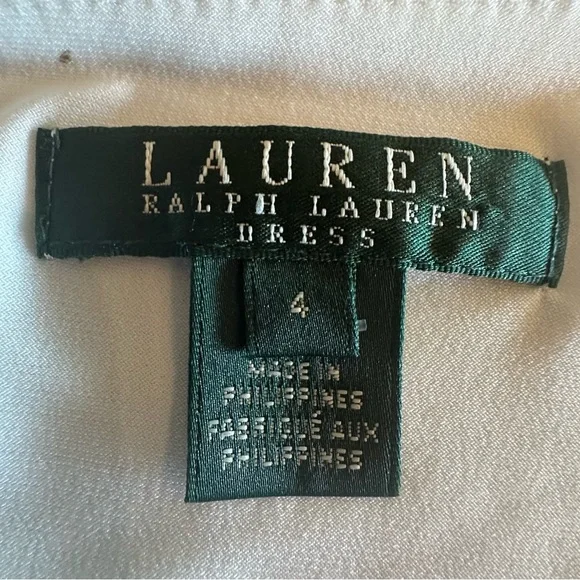 LAUREN
RALPH LAUREN
DRESS
4
MADE IN
PHILIPPINES
FABRIQUÉ AUX
PHILIPPINES